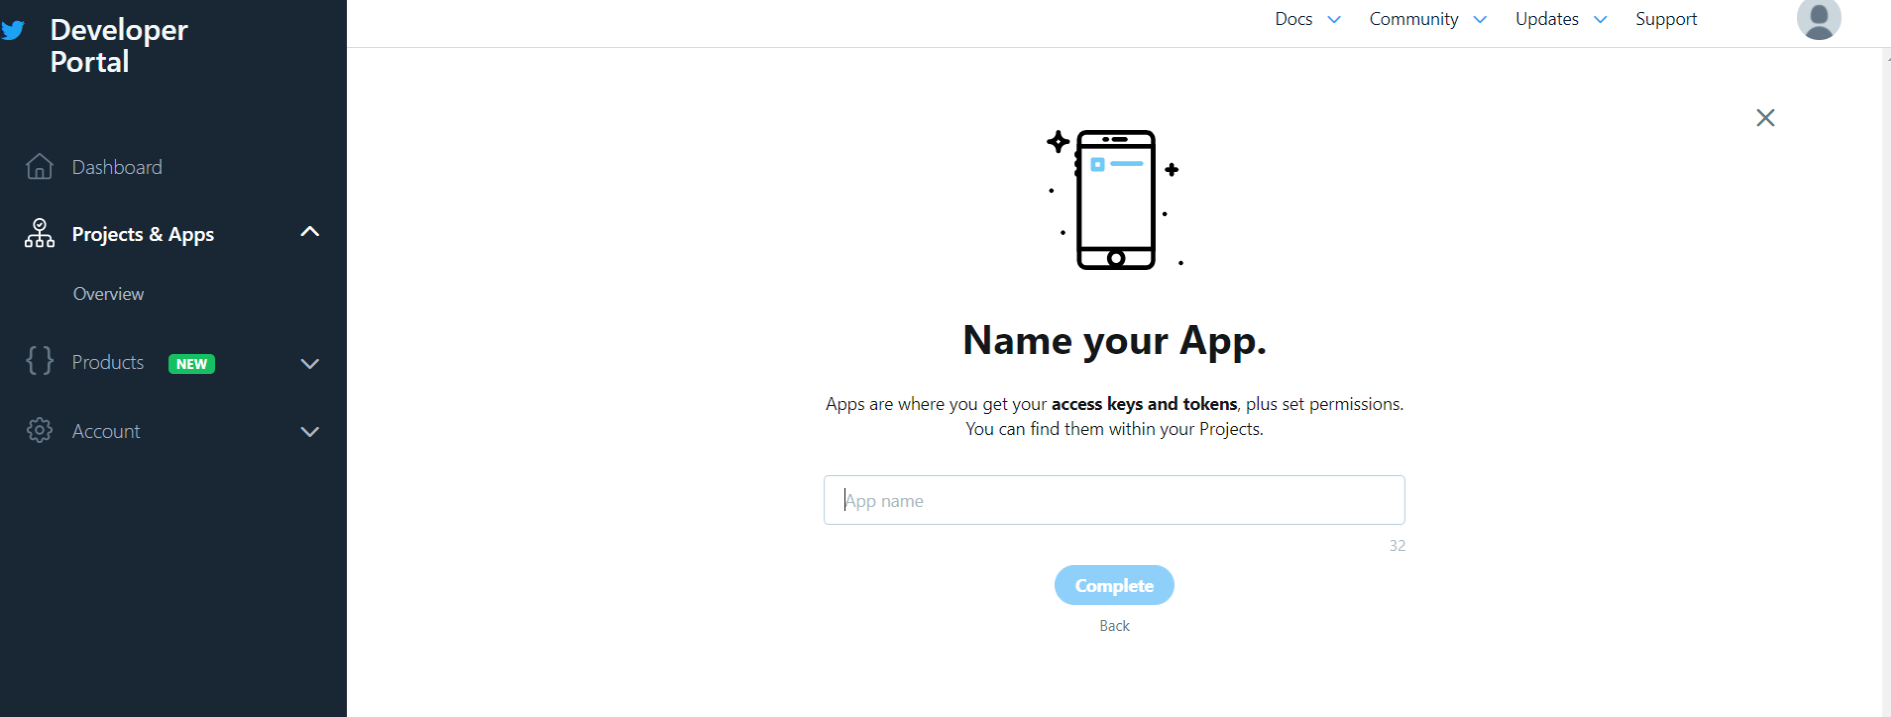 Developer
Portal
Docs
Community
Updates
Support
Dashboard
Projects & Apps
Overview
Products NEW
Account
Name your App.
Apps are where you get your access keys and tokens, plus set permissions.
You can find them within your Projects.
App name
32
Complete
Back